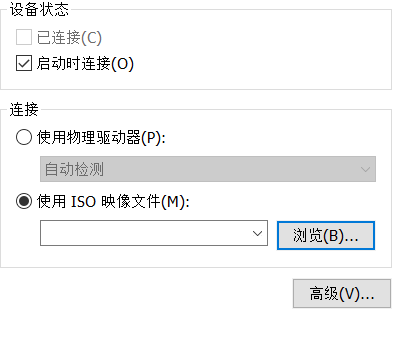 设备状态
已连接(C)
启动时连接(O)
连接
使用物理驱动器(P):
自动检测
使用 ISO 映像文件(M):
浏览(B)...
高级(V)...